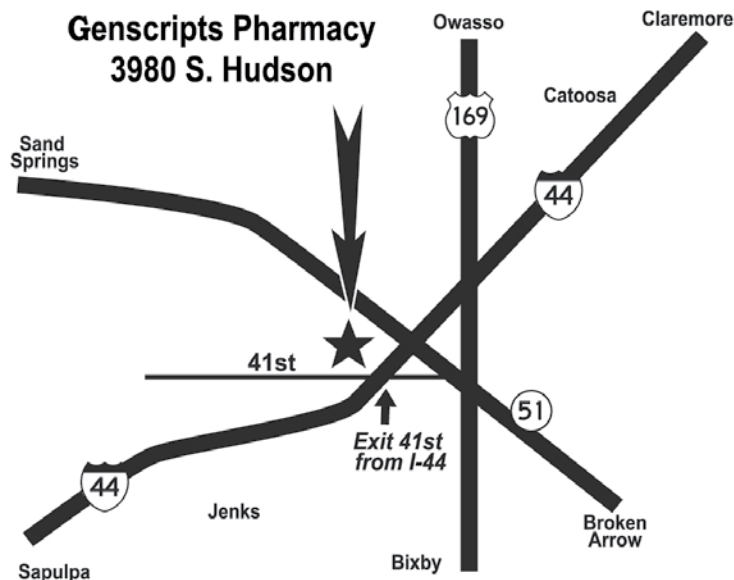 Genscripts Pharmacy
3980 S. Hudson
Owasso
Claremore
Catoosa
169
Sand
Springs
44
41st
51
Exit 41st
from I-44
44
Jenks
Broken
Arrow
Bixby
Sapulpa